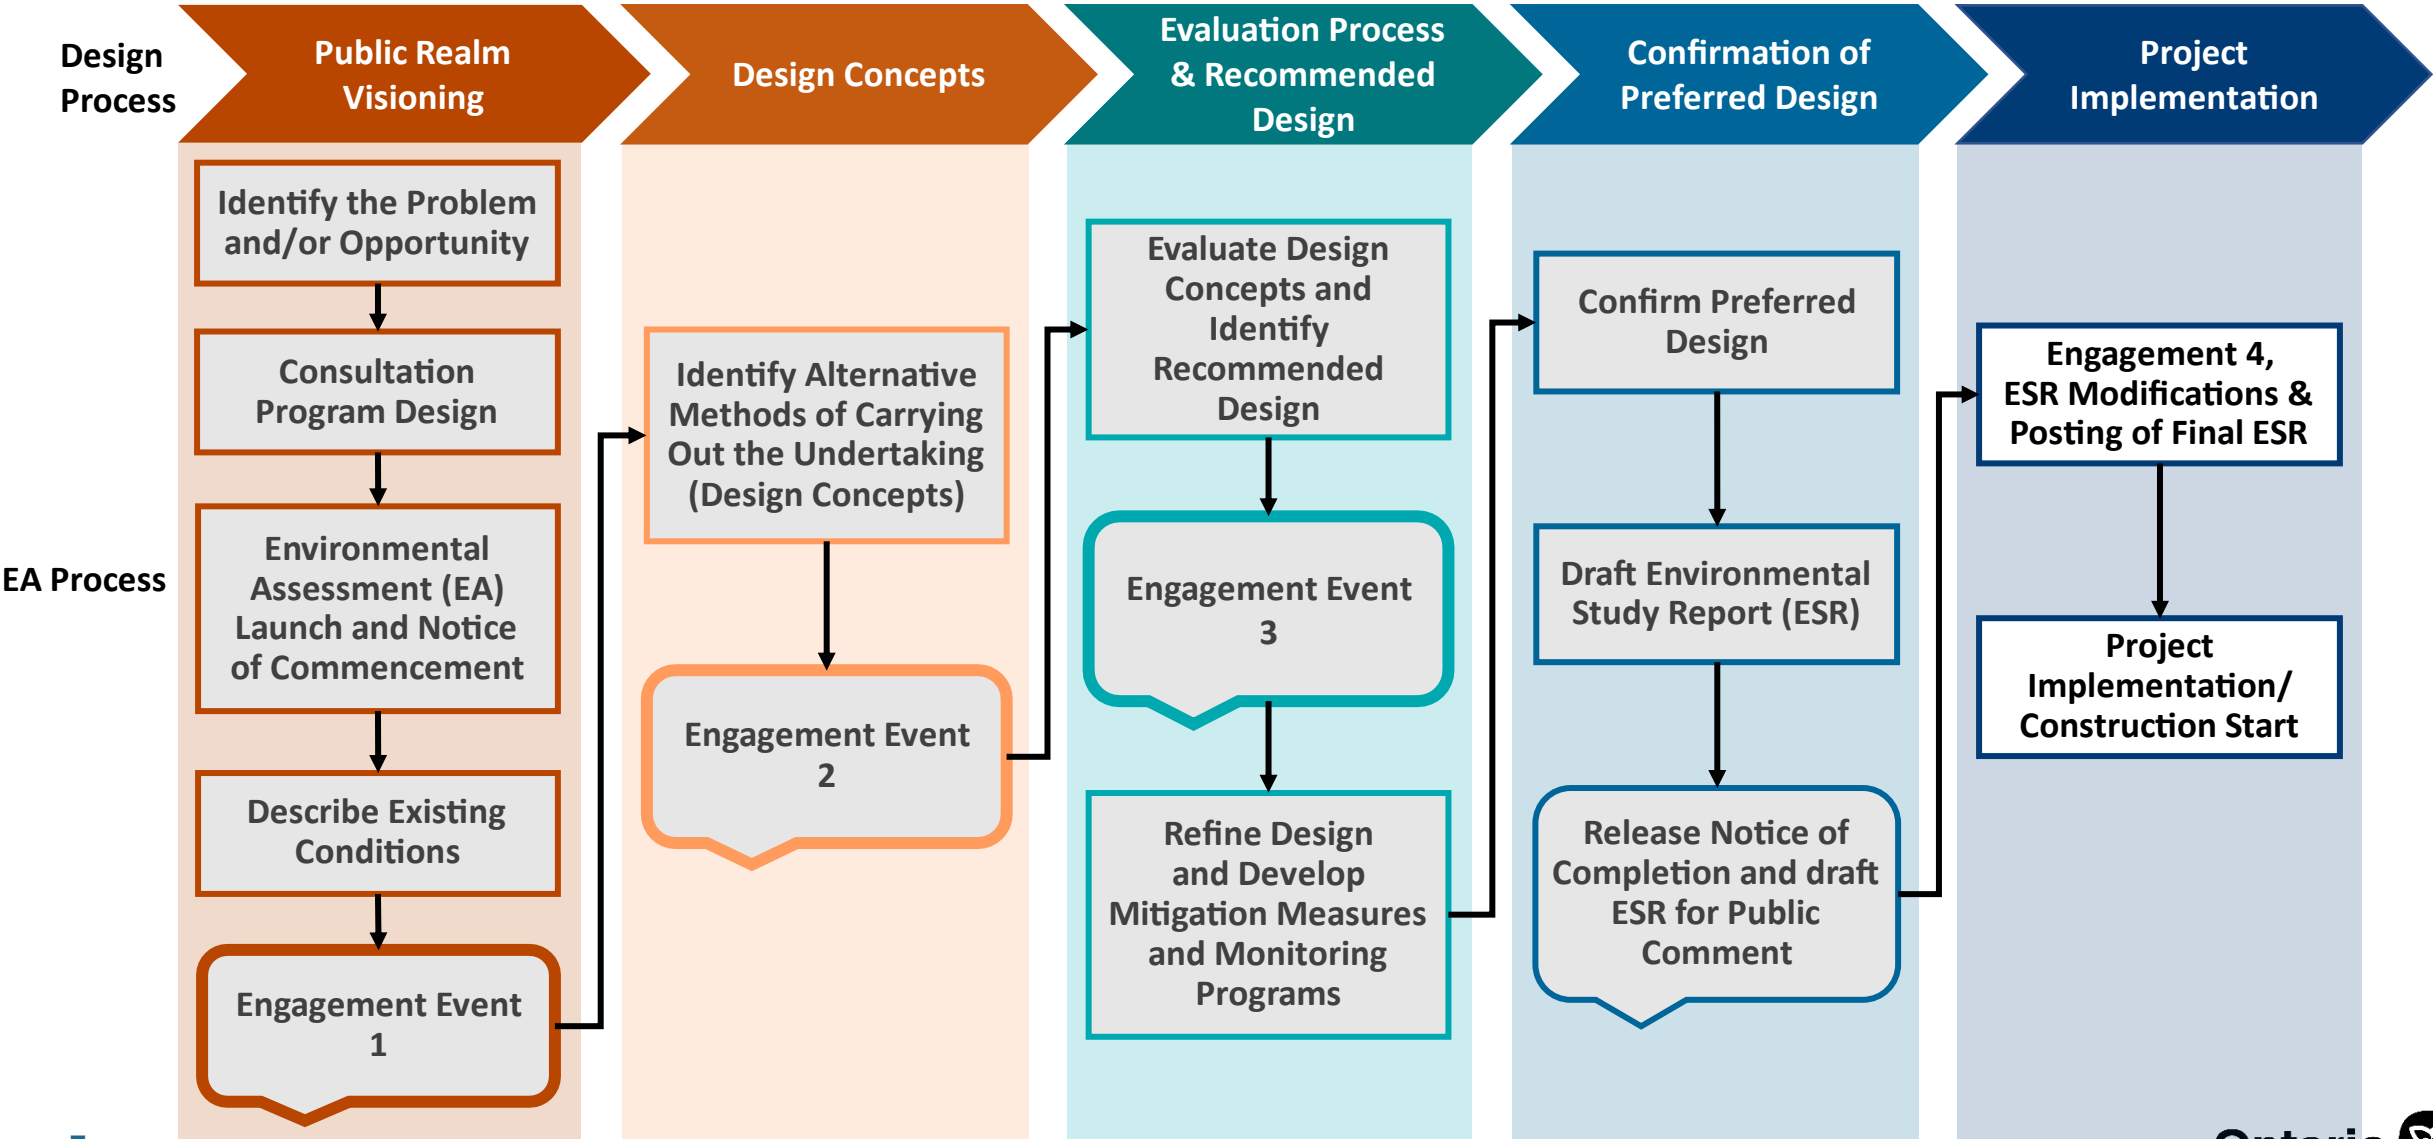 Design
Process
Public Realm
Visioning
Design Concepts
Evaluation Process
& Recommended
Design
Confirmation of
Preferred Design
Project
Implementation
EA Process
Identify the Problem
and/or Opportunity
Consultation
Program Design
Environmental
Assessment (EA)
Launch and Notice
of Commencement
Describe Existing
Conditions
Engagement Event
1
Identify Alternative
Methods of Carrying
Out the Undertaking
(Design Concepts)
Engagement Event
2
Evaluate Design
Concepts and
Identify
Recommended
Design
Engagement Event
3
Refine Design
and Develop
Mitigation Measures
and Monitoring
Programs
Confirm Preferred
Design
Draft Environmental
Study Report (ESR)
Release Notice of
Completion and draft
ESR for Public
Comment
Engagement 4,
ESR Modifications &
Posting of Final ESR
Project
Implementation/
Construction Start
Ontario